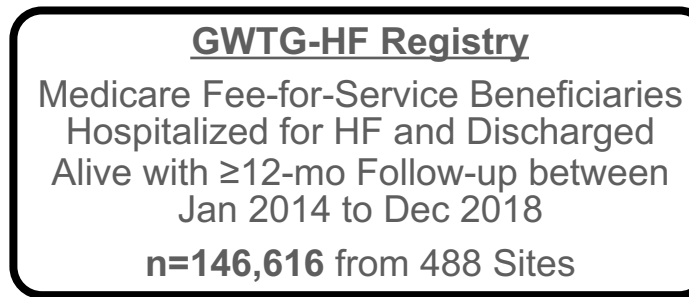 GWTG-HF Registry
Medicare Fee-for-Service Beneficiaries
Hospitalized for HF and Discharged
Alive with ≥12-mo Follow-up between
Jan 2014 to Dec 2018
n=146,616 from 488 Sites